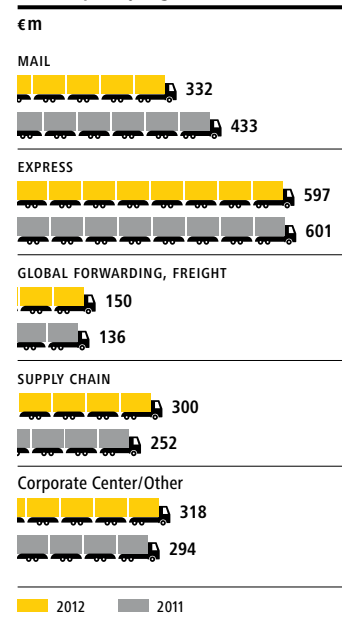 €m
MAIL
332
433
EXPRESS
597
601
GLOBAL FORWARDING, FREIGHT
150
136
SUPPLY CHAIN
300
252
Corporate Center/Other
318
294
2012 2011